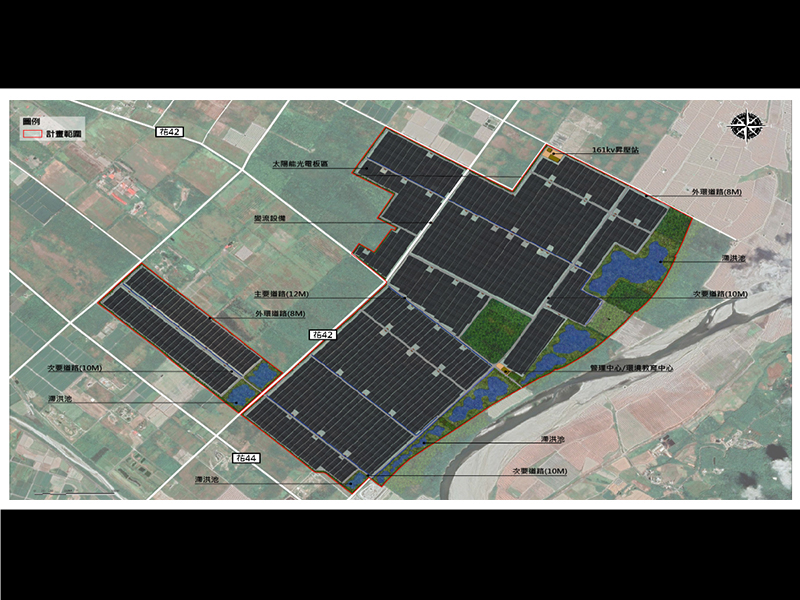 圖例
計畫範圍
花42
161kv昇壓站
太陽能光電板區
外環道路(8M)
變流設備
滯洪池
主要道路(12M)
次要道路(10M)
外環道路(8M)
花42
次要道路(10M)
管理中心/環境教育中心
滯洪池
滯洪池
花44
次要道路(10M)
滯洪池